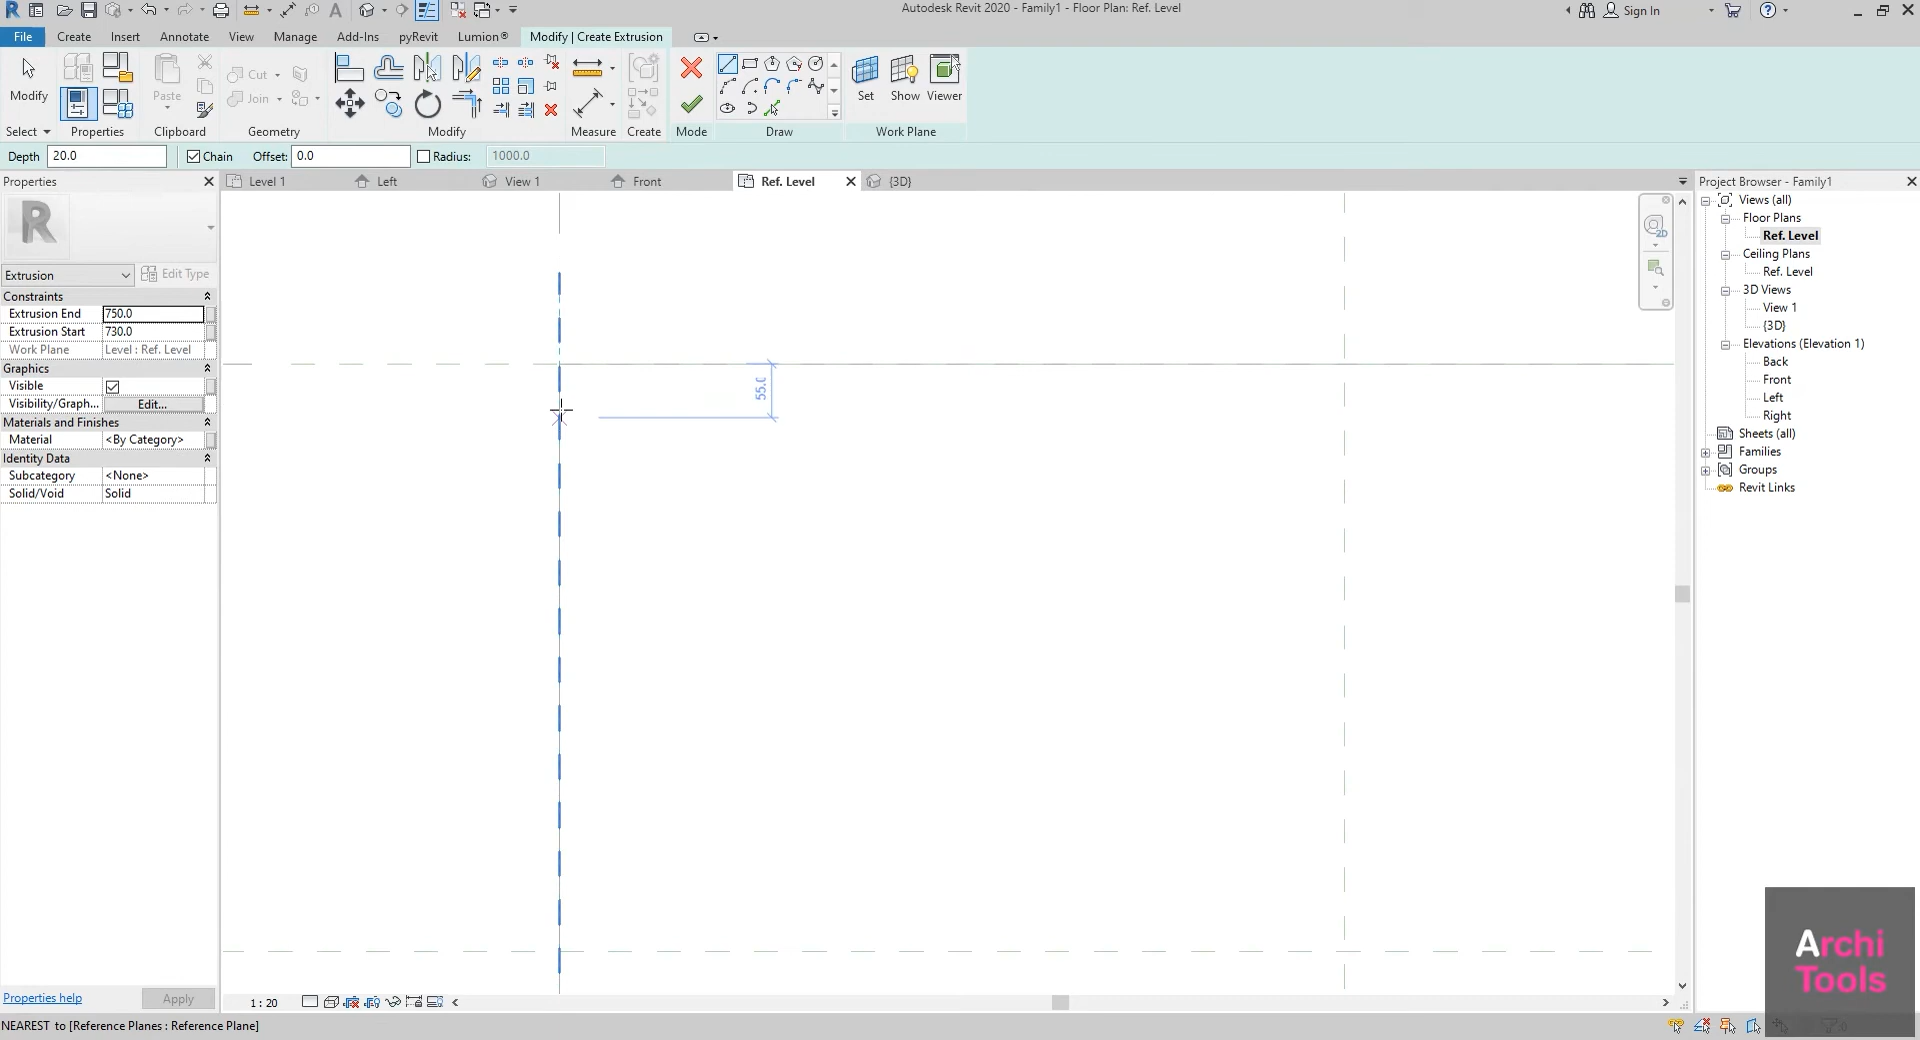 Autodesk Revit 2020 - Family1 - Floor Plan: Ref. Level
Sign In
File Create Insert Annotate View Manage Add-Ins pyRevit Lumion® Modify | Create Extrusion
Modify
Paste
Cut
Join
Set Show Viewer
Select Properties Clipboard Geometry Modify Measure Create Mode Draw Work Plane
Depth 20.0 Chain Offset: 0.0 Radius: 1000.0
Properties
Level 1 Left View 1 Front Ref. Level {3D}
Project Browser - Family1
Extrusion Edit Type
Constraints
Extrusion End 750.0
Extrusion Start 730.0
Work Plane Level : Ref. Level
Graphics
Visible
Visibility/Graph... Edit...
Materials and Finishes
Material <By Category>
Identity Data
Subcategory <None>
Solid/Void Solid
Properties help Apply
55.0
Views (all)
Floor Plans
Ref. Level
Ceiling Plans
Ref. Level
3D Views
View 1
{3D}
Elevations (Elevation 1)
Back
Front
Left
Right
Sheets (all)
Families
Groups
Revit Links
1 : 20
NEAREST to [Reference Planes : Reference Plane]
Archi
Tools